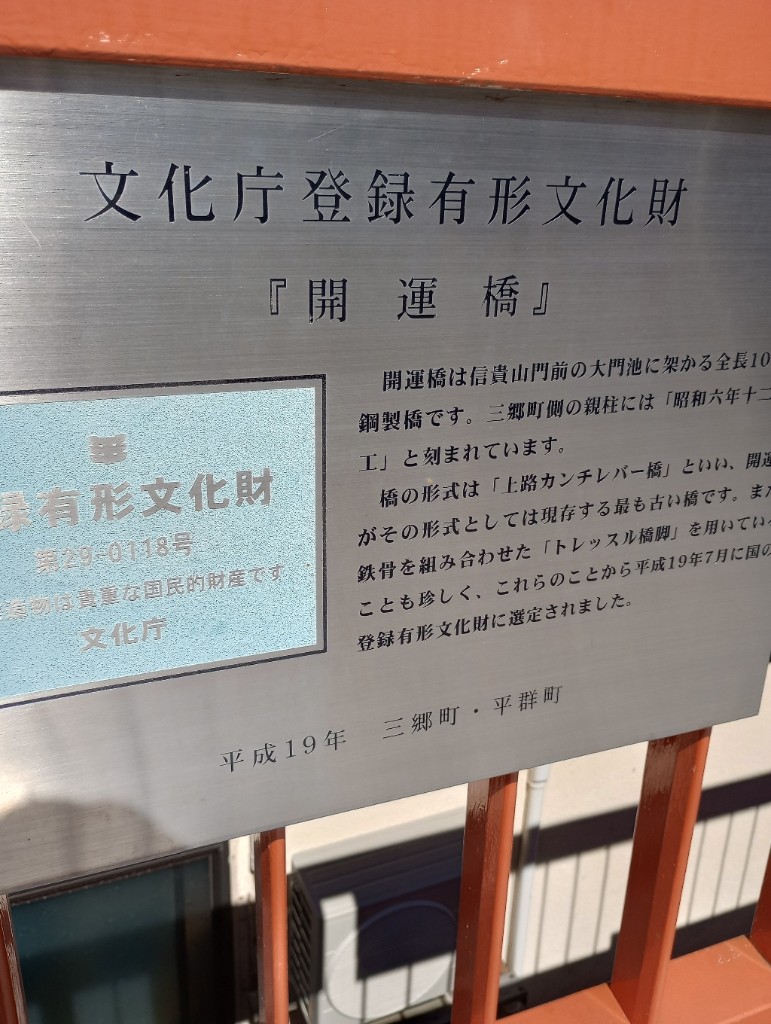 文化庁登録有形文化財
『開運橋』
開運橋は信貴山門前の大門池に架かる全長10
鋼製橋です。三郷町側の親柱には「昭和六年十二
工」と刻まれています。
橋の形式は「上路カンチレバー橋」といい、開運
がその形式としては現存する最も古い橋です。また
鉄骨を組み合わせた「トレッスル橋脚」を用いてい
ことも珍しく、これらのことから平成19年7月に国の
登録有形文化財に選定されました。
録有形文化財
第29-0118号
造物は貴重な国民的財産です
文化庁
平成19年 三郷町・平群町